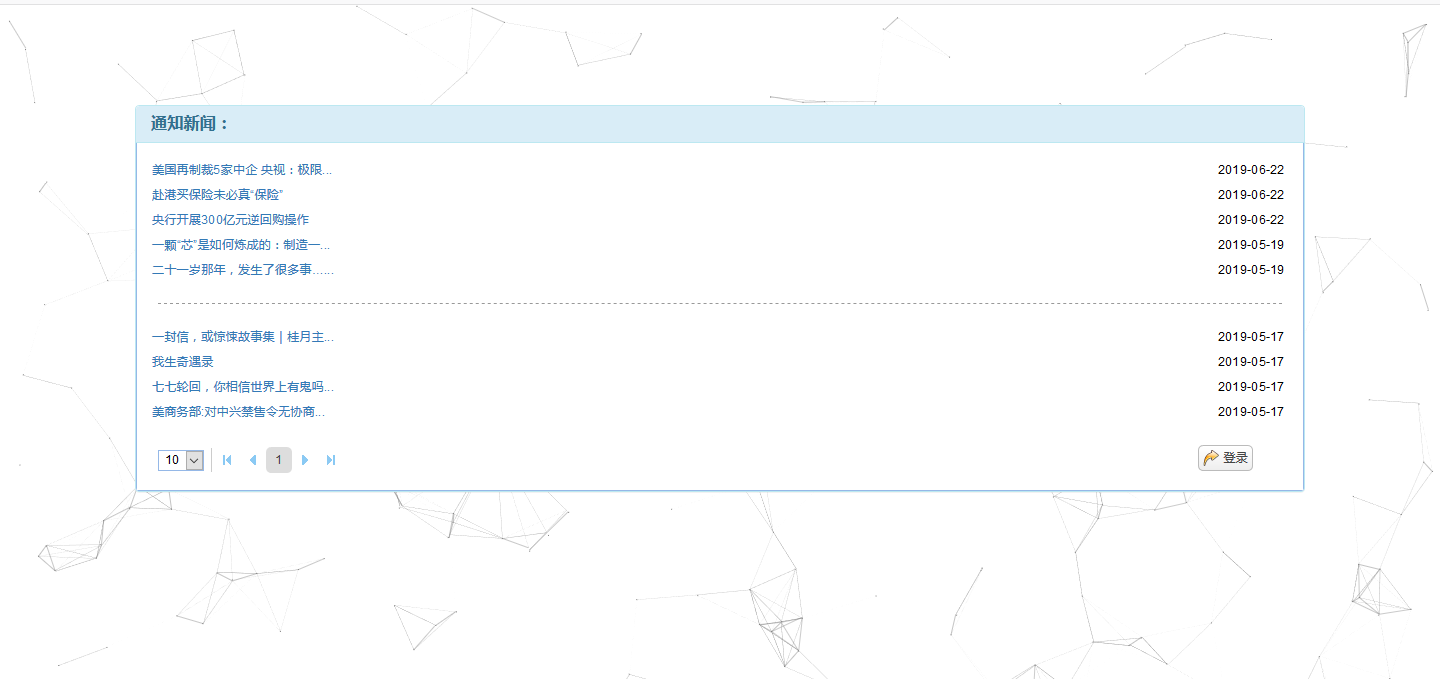 通知新闻：
美国再制裁5家中企 央视：极限... 2019-06-22
赴港买保险未必真“保险” 2019-06-22
央行开展300亿元逆回购操作 2019-06-22
一颗“芯”是如何炼成的：制造一... 2019-05-19
二十一岁那年，发生了很多事…... 2019-05-19
一封信，或惊悚故事集｜桂月主... 2019-05-17
我生奇遇录 2019-05-17
七七轮回，你相信世界上有鬼吗... 2019-05-17
美商务部:对中兴禁售令无协商... 2019-05-17
10 1 登录